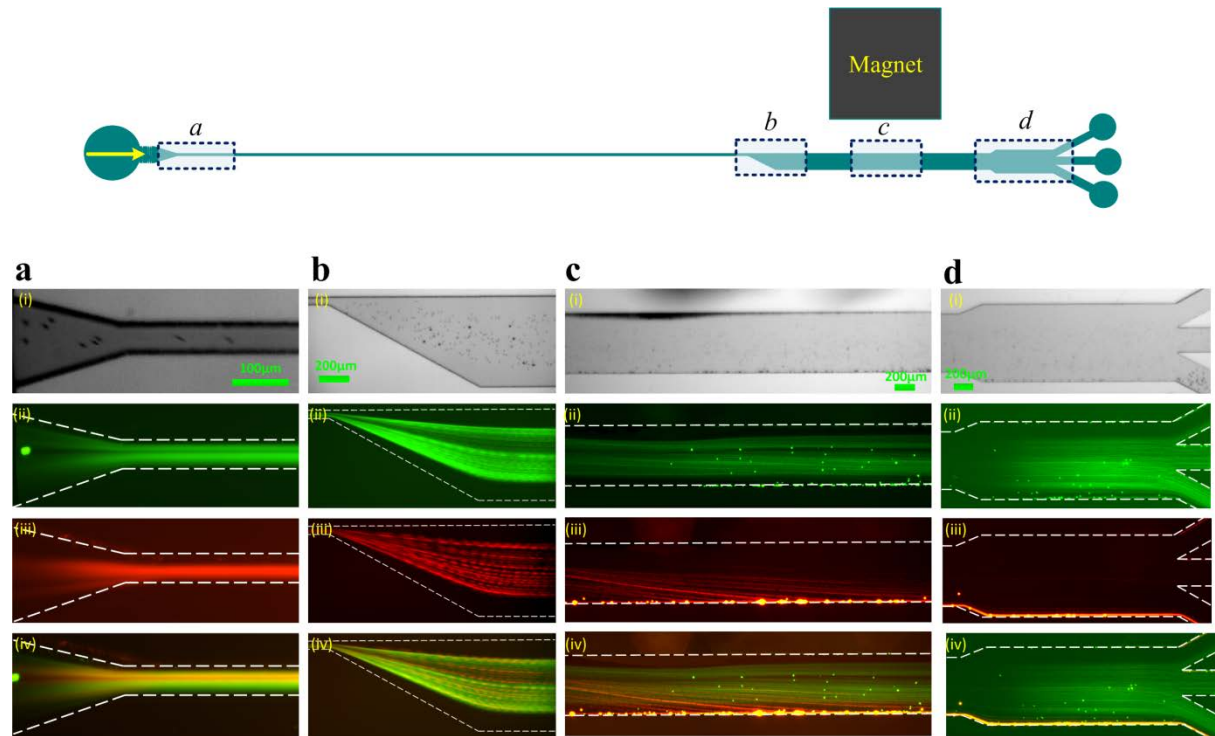 Magnet
a
b
c
d
a
b
c
d
(i)
100μm
(i)
200μm
(i)
200μm
(i)
200μm
(ii)
(ii)
(ii)
(ii)
(iii)
(iii)
(iii)
(iii)
(iv)
(iv)
(iv)
(iv)